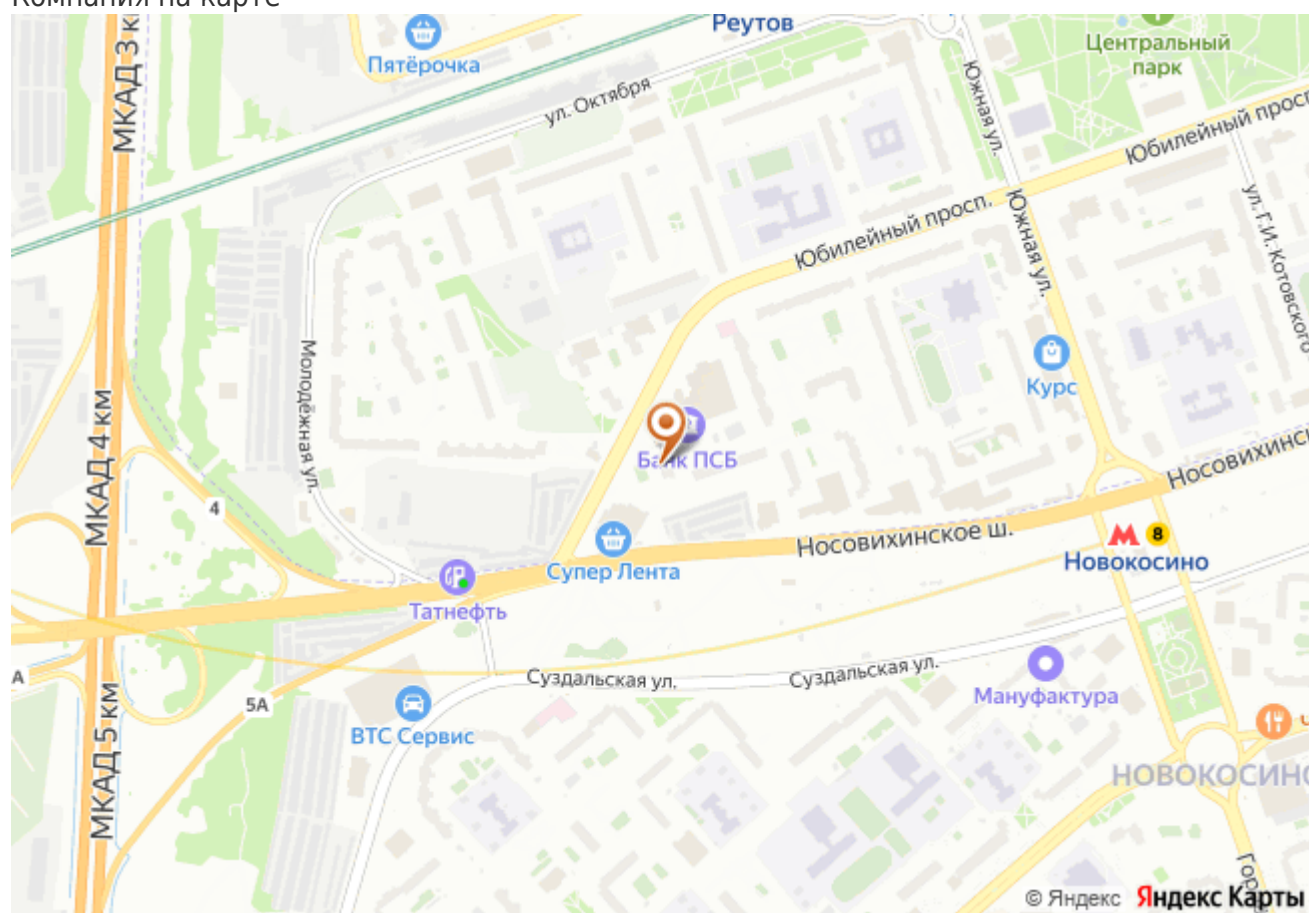 Компания на карте
Реутов
Пятёрочка
Центральный
парк
МКАД 3 к
ул. Октября
Южная ул.
Юбилейный просп
Юбилейный просп.
Южная ул.
ул. Г.И. Котовского
Молодёжная ул.
Курс
МКАД 4 км
Банк ПСБ
Носовихинск
4
Носовихинское ш.
8
Новокосино
Супер Лента
Татнефть
А
Суздальская ул.
Суздальская ул.
Мануфактура
5А
ВТС Сервис
МКАД 5 км
Ч
НОВОКОСИНО
Гор
© Яндекс Яндекс Карты